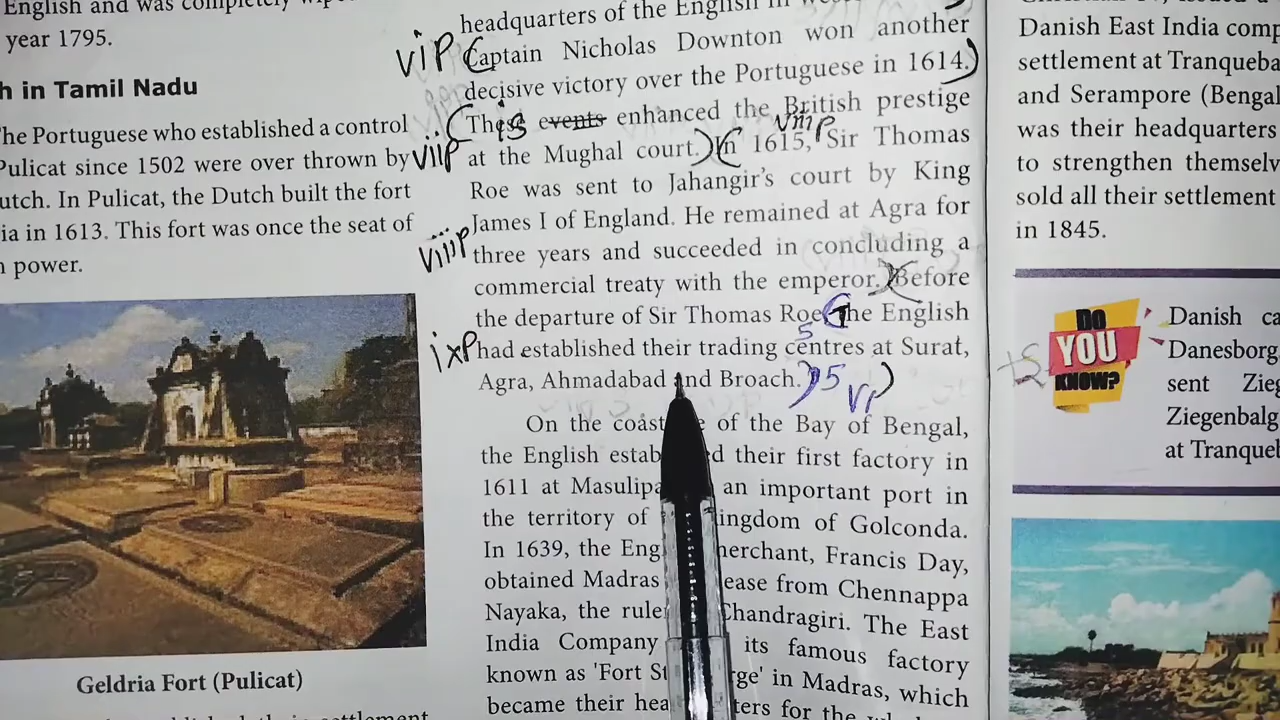 English and was completely
year 1795.
h in Tamil Nadu
he Portuguese who established a control
Pulicat since 1502 were over thrown by
utch. In Pulicat, the Dutch built the fort
ia in 1613. This fort was once the seat of
n power.
Geldria Fort (Pulicat)
headquarters of the English in
vi P (Captain Nicholas Downton won another
decisive victory over the Portuguese in 1614.)
(This events enhanced the British prestige
vii P at the Mughal court.) (In 1615, viii P Sir Thomas
Roe was sent to Jahangir's court by King
James I of England. He remained at Agra for
viii P three years and succeeded in concluding a
commercial treaty with the emperor.) (Before
the departure of Sir Thomas Roe, The English
ix P had established their trading centres at Surat,
Agra, Ahmadabad and Broach.) 5 VI )
On the coast of the Bay of Bengal,
the English estab d their first factory in
1611 at Masulipa an important port in
the territory of ingdom of Golconda.
In 1639, the Eng merchant, Francis Day,
obtained Madras lease from Chennappa
Nayaka, the rule Chandragiri. The East
India Company its famous factory
known as 'Fort St rge' in Madras, which
became their hea ters for the
Danish East India comp
settlement at Tranqueba
and Serampore (Bengal
was their headquarters
to strengthen themselv
sold all their settlement
in 1845.
DO
YOU
KNOW?
Danish ca
Danesborg
sent Zieg
Ziegenbalg
at Tranquel